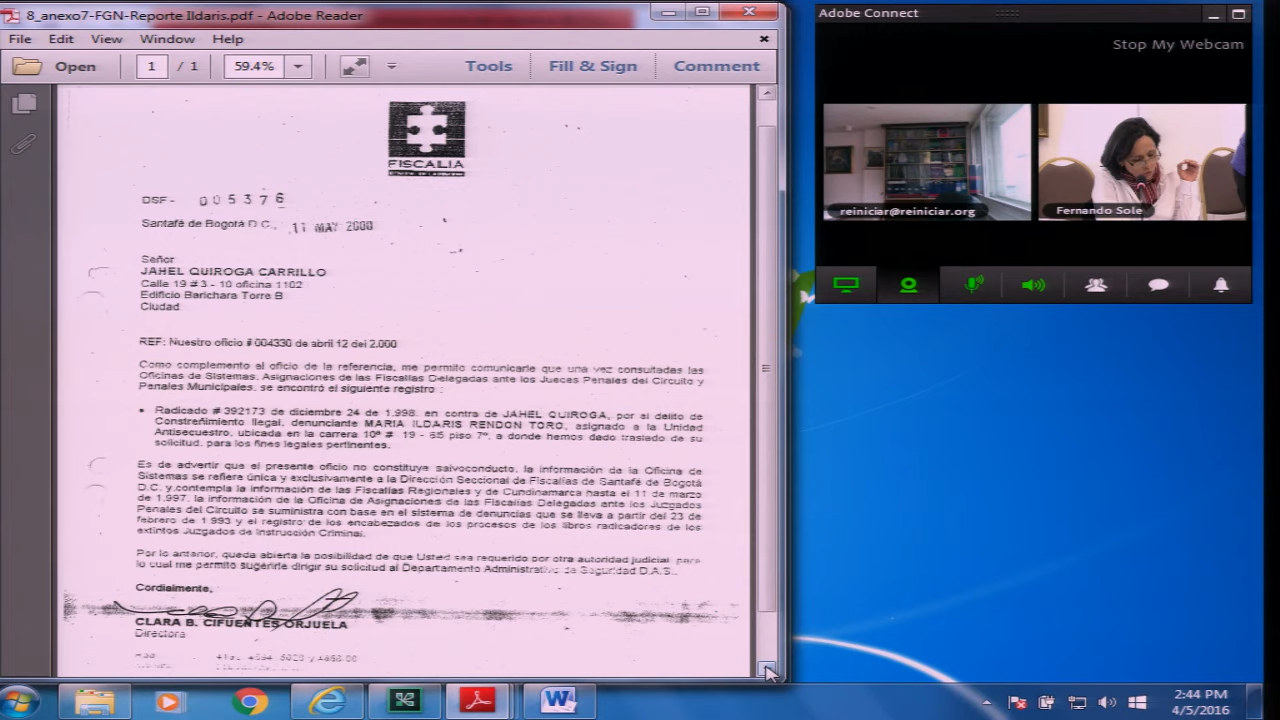 8_anexo7-FGN-Reporte Ildaris.pdf - Adobe Reader
File Edit View Window Help
Open 1 / 1 59.4% Tools Fill & Sign Comment
FISCALIA
DSF - 005376
Santafé de Bogotá D.C., 11 MAY 2000
Señor
JAHEL QUIROGA CARRILLO
Calle 19 # 3 - 10 oficina 1102
Edificio Barichara Torre B
Ciudad
REF: Nuestro oficio # 004330 de abril 12 del 2.000
Como complemento al oficio de la referencia, me permito comunicarle que una vez consultadas las
Oficinas de Sistemas, Asignaciones de las Fiscalías Delegadas ante los Jueces Penales del Circuito y
Penales Municipales, se encontró el siguiente registro :
• Radicado # 392173 de diciembre 24 de 1.998, en contra de JAHEL QUIROGA, por el delito de
Constreñimiento Ilegal, denunciante MARIA ILDARIS RENDON TORO, asignado a la Unidad
Antisecuestro, ubicada en la carrera 10ª # 19 - 65 piso 7º, a donde hemos dado traslado de su
solicitud, para los fines legales pertinentes.
Es de advertir que el presente oficio no constituye salvoconducto, la información de la Oficina de
Sistemas se refiere única y exclusivamente a la Dirección Seccional de Fiscalías de Santafé de Bogotá
D.C. y contempla la información de las Fiscalías Regionales y de Cundinamarca hasta el 11 de marzo
de 1.997, la información de la Oficina de Asignaciones de las Fiscalías Delegadas ante los Juzgados
Penales del Circuito se suministra con base en el sistema de denuncias que se lleva a partir del 23 de
febrero de 1.993 y el registro de los encabezados de los procesos de los libros radicadores de los
extintos Juzgados de Instrucción Criminal.
Por lo anterior, queda abierta la posibilidad de que Usted sea requerido por otra autoridad judicial, para
lo cual me permito sugerirle dirigir su solicitud al Departamento Administrativo de Seguridad D.A.S..
Cordialmente,
CLARA B. CIFUENTES ORJUELA
Directora
Adobe Connect
Stop My Webcam
reiniciar@reiniciar.org
Fernando Sole
2:44 PM
4/5/2016